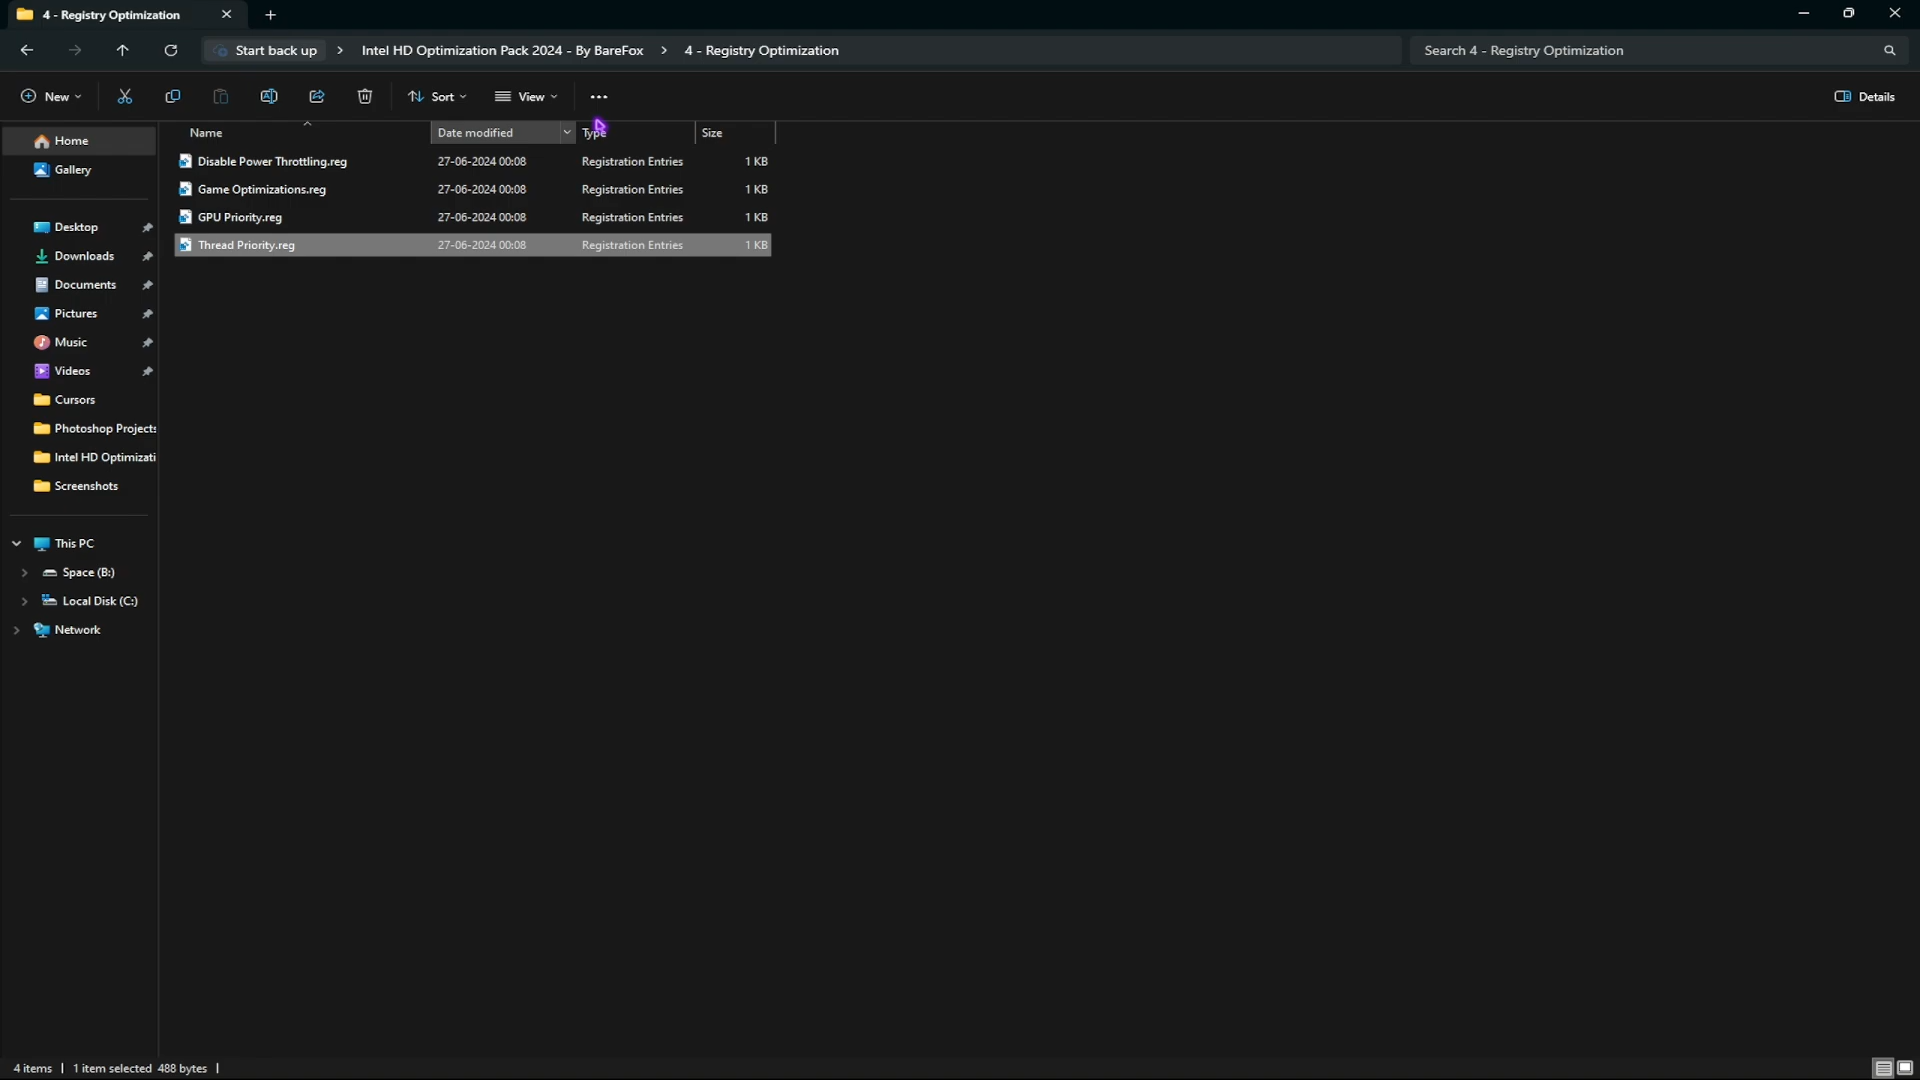 4 - Registry Optimization
Start back up > Intel HD Optimization Pack 2024 - By BareFox > 4 - Registry Optimization
Search 4 - Registry Optimization
New
Sort
View
Details
Name
Date modified
Type
Size
Disable Power Throttling.reg 27-06-2024 00:08 Registration Entries 1 KB
Game Optimizations.reg 27-06-2024 00:08 Registration Entries 1 KB
GPU Priority.reg 27-06-2024 00:08 Registration Entries 1 KB
Thread Priority.reg 27-06-2024 00:08 Registration Entries 1 KB
Home
Gallery
Desktop
Downloads
Documents
Pictures
Music
Videos
Cursors
Photoshop Projects
Intel HD Optimizati
Screenshots
This PC
Space (B:)
Local Disk (C:)
Network
4 items | 1 item selected 488 bytes |